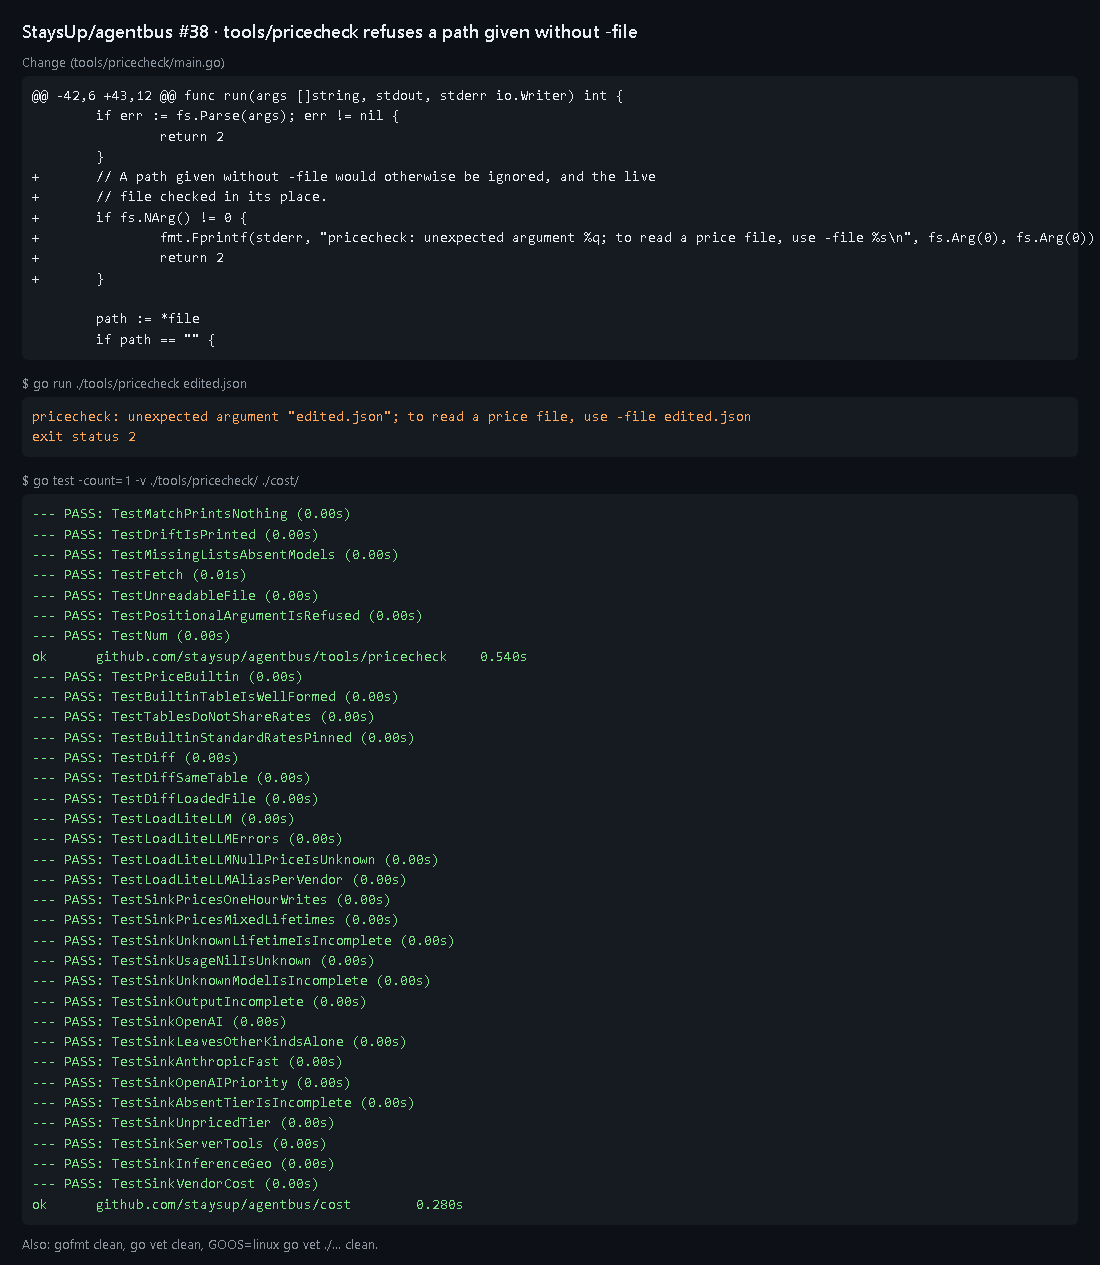 StaysUp/agentbus #38 · tools/pricecheck refuses a path given without -file
Change (tools/pricecheck/main.go)
@@ -42,6 +43,12 @@ func run(args []string, stdout, stderr io.Writer) int {
        if err := fs.Parse(args); err != nil {
                return 2
        }
+       // A path given without -file would otherwise be ignored, and the live
+       // file checked in its place.
+       if fs.NArg() != 0 {
+               fmt.Fprintf(stderr, "pricecheck: unexpected argument %q; to read a price file, use -file %s\n", fs.Arg(0), fs.Arg(0))
+               return 2
+       }
        path := *file
        if path == "" {
$ go run ./tools/pricecheck edited.json
pricecheck: unexpected argument "edited.json"; to read a price file, use -file edited.json
exit status 2
$ go test -count=1 -v ./tools/pricecheck/ ./cost/
--- PASS: TestMatchPrintsNothing (0.00s)
--- PASS: TestDriftIsPrinted (0.00s)
--- PASS: TestMissingListsAbsentModels (0.00s)
--- PASS: TestFetch (0.01s)
--- PASS: TestUnreadableFile (0.00s)
--- PASS: TestPositionalArgumentIsRefused (0.00s)
--- PASS: TestNum (0.00s)
ok      github.com/staysup/agentbus/tools/pricecheck    0.540s
--- PASS: TestPriceBuiltin (0.00s)
--- PASS: TestBuiltinTableIsWellFormed (0.00s)
--- PASS: TestTablesDoNotShareRates (0.00s)
--- PASS: TestBuiltinStandardRatesPinned (0.00s)
--- PASS: TestDiff (0.00s)
--- PASS: TestDiffSameTable (0.00s)
--- PASS: TestDiffLoadedFile (0.00s)
--- PASS: TestLoadLiteLLM (0.00s)
--- PASS: TestLoadLiteLLMErrors (0.00s)
--- PASS: TestLoadLiteLLMNullPriceIsUnknown (0.00s)
--- PASS: TestLoadLiteLLMAliasPerVendor (0.00s)
--- PASS: TestSinkPricesOneHourWrites (0.00s)
--- PASS: TestSinkPricesMixedLifetimes (0.00s)
--- PASS: TestSinkUnknownLifetimeIsIncomplete (0.00s)
--- PASS: TestSinkUsageNilIsUnknown (0.00s)
--- PASS: TestSinkUnknownModelIsIncomplete (0.00s)
--- PASS: TestSinkOutputIncomplete (0.00s)
--- PASS: TestSinkOpenAI (0.00s)
--- PASS: TestSinkLeavesOtherKindsAlone (0.00s)
--- PASS: TestSinkAnthropicFast (0.00s)
--- PASS: TestSinkOpenAIPriority (0.00s)
--- PASS: TestSinkAbsentTierIsIncomplete (0.00s)
--- PASS: TestSinkUnpricedTier (0.00s)
--- PASS: TestSinkServerTools (0.00s)
--- PASS: TestSinkInferenceGeo (0.00s)
--- PASS: TestSinkVendorCost (0.00s)
ok      github.com/staysup/agentbus/cost        0.280s
Also: gofmt clean, go vet clean, GOOS=linux go vet ./... clean.